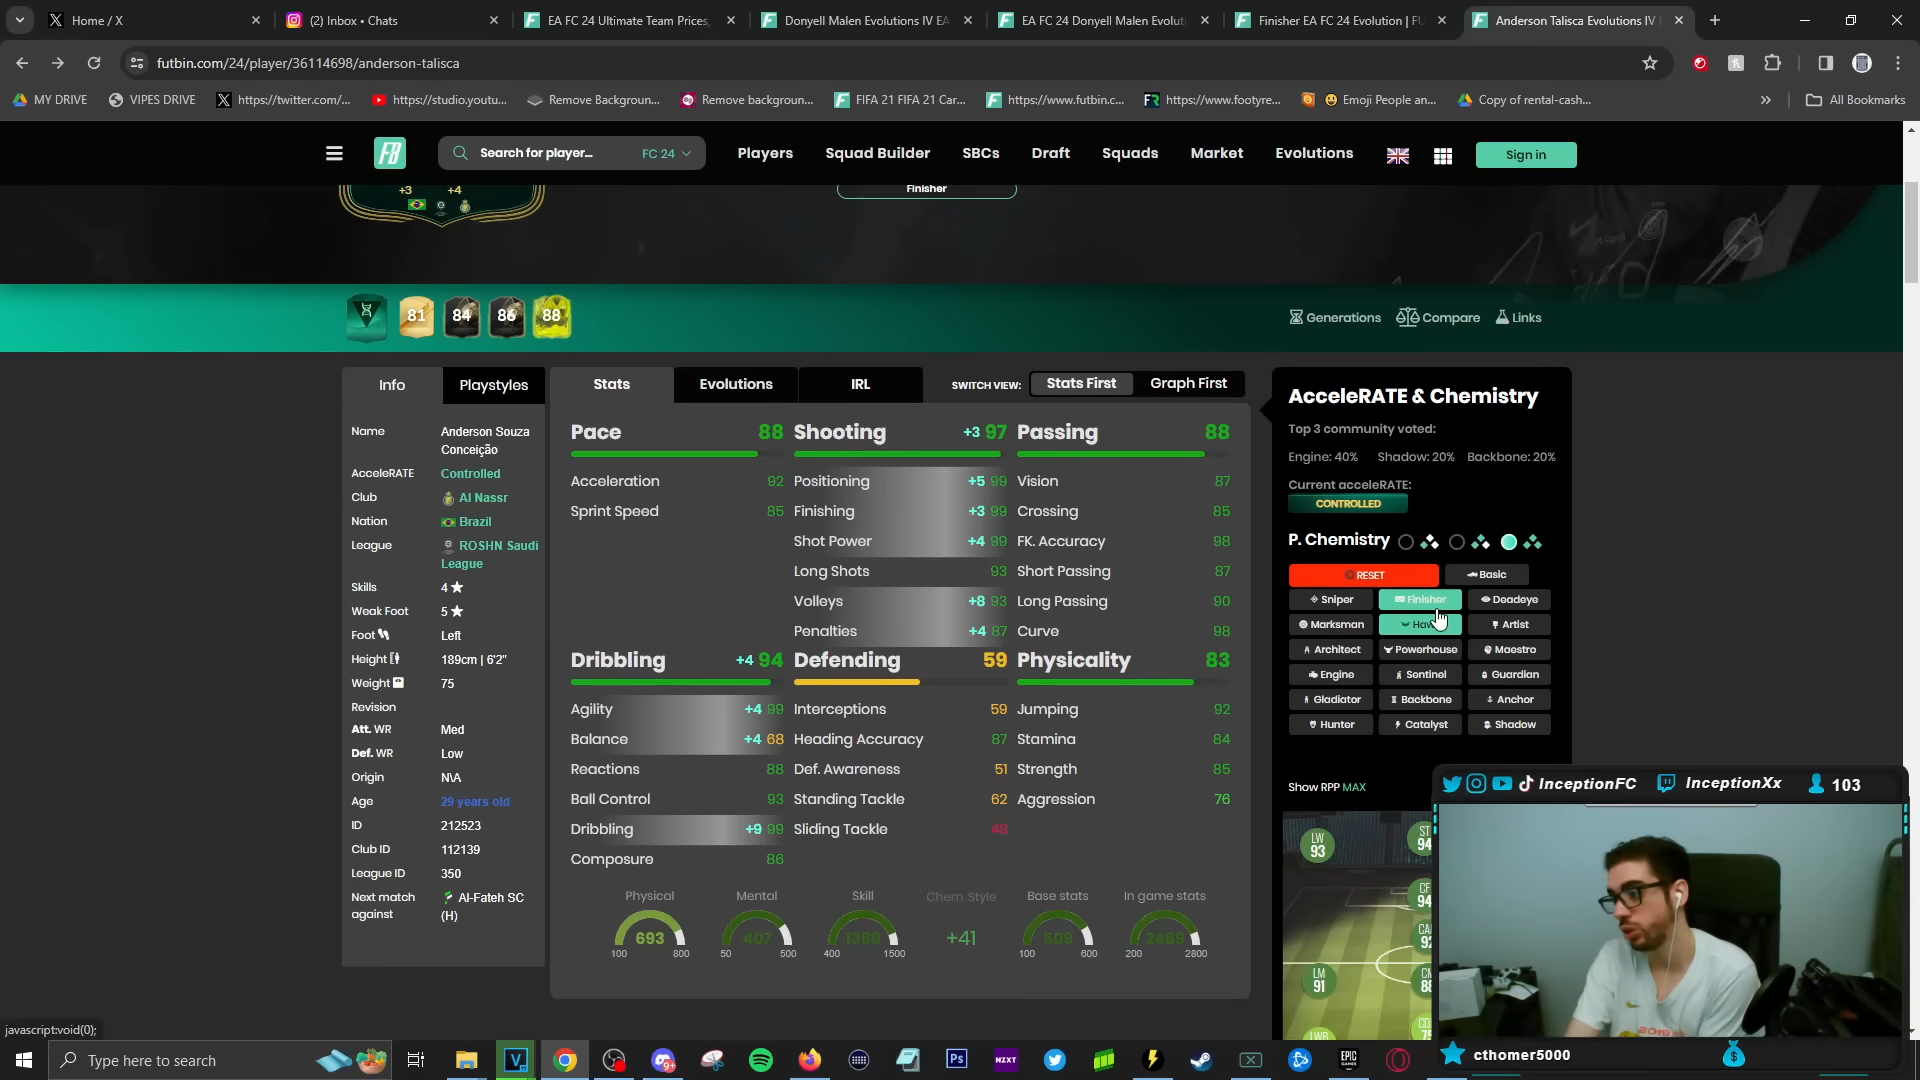 Home / X
(2) Inbox • Chats
EA FC 24 Ultimate Team Prices,
Donyell Malen Evolutions IV EA
EA FC 24 Donyell Malen Evoluti
Finisher EA FC 24 Evolution | FU
Anderson Talisca Evolutions IV
futbin.com/24/player/36114698/anderson-talisca
MY DRIVE
VIPES DRIVE
https://twitter.com/...
https://studio.youtu...
Remove Backgroun...
Remove backgroun...
FIFA 21 FIFA 21 Car...
https://www.futbin.c...
https://www.footyre...
Emoji People an...
Copy of rental-cash...
All Bookmarks
FB
Search for player...
FC 24
Players
Squad Builder
SBCs
Draft
Squads
Market
Evolutions
Sign in
+3 +4
Finisher
81
84
86
88
Generations
Compare
Links
Info
Playstyles
Name Anderson Souza
Conceição
AcceleRATE Controlled
Club Al Nassr
Nation Brazil
League ROSHN Saudi
League
Skills 4
Weak Foot 5
Foot Left
Height 189cm | 6'2"
Weight 75
Revision
Att. WR Med
Def. WR Low
Origin N\A
Age 29 years old
ID 212523
Club ID 112139
League ID 350
Next match Al-Fateh SC
against (H)
Stats
Evolutions
IRL
SWITCH VIEW:
Stats First
Graph First
Pace 88
Acceleration 92
Sprint Speed 85
Shooting +3 97
Positioning +5 99
Finishing +3 99
Shot Power +4 99
Long Shots 93
Volleys +8 93
Penalties +4 87
Passing 88
Vision 87
Crossing 85
FK. Accuracy 98
Short Passing 87
Long Passing 90
Curve 98
Dribbling +4 94
Agility +4 99
Balance +4 68
Reactions 88
Ball Control 93
Dribbling +9 99
Composure 86
Defending 59
Interceptions 59
Heading Accuracy 87
Def. Awareness 51
Standing Tackle 62
Sliding Tackle 48
Physicality 83
Jumping 92
Stamina 84
Strength 85
Aggression 76
Physical
693
100 800
Mental
407
50 500
Skill
1369
400 1500
Chem. Style
+41
Base stats
509
100 600
In game stats
2469
200 2800
AcceleRATE & Chemistry
Top 3 community voted:
Engine: 40% Shadow: 20% Backbone: 20%
Current acceleRATE:
CONTROLLED
P. Chemistry
RESET
Basic
Sniper
Finisher
Deadeye
Marksman
Artist
Architect
Powerhouse
Maestro
Engine
Sentinel
Guardian
Gladiator
Backbone
Anchor
Hunter
Catalyst
Shadow
Show RPP MAX
LW
93
ST
94
CF
94
LM
91
InceptionFC
InceptionXx
103
cthomer5000
javascript:void(0);
Type here to search
V
9+
Ps
NZXT
EPIC
GAMES